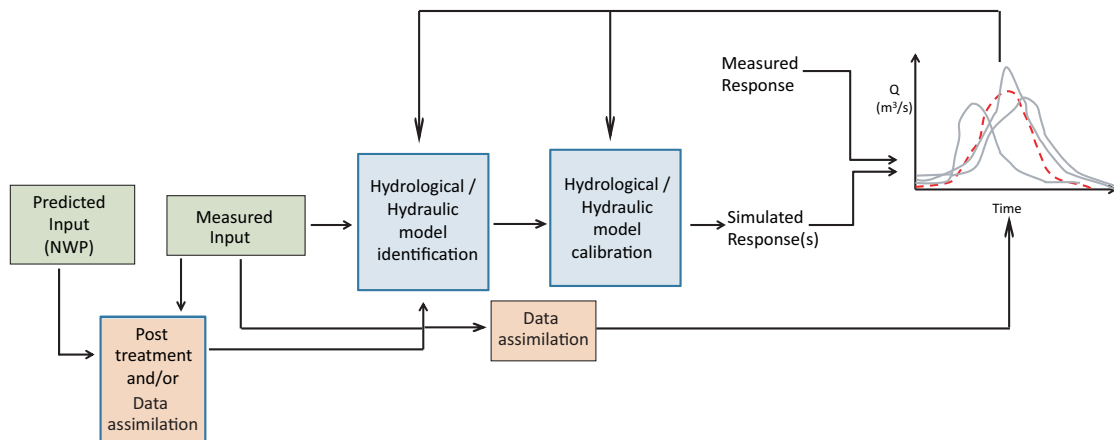 Predicted
Input
(NWP)
Measured
Input
Post
treatment
and/or
Data
assimilation
Hydrological /
Hydraulic
model
identification
Hydrological /
Hydraulic
model
calibration
Data
assimilation
Measured
Response
Simulated
Response(s)
Q
(m³/s)
Time